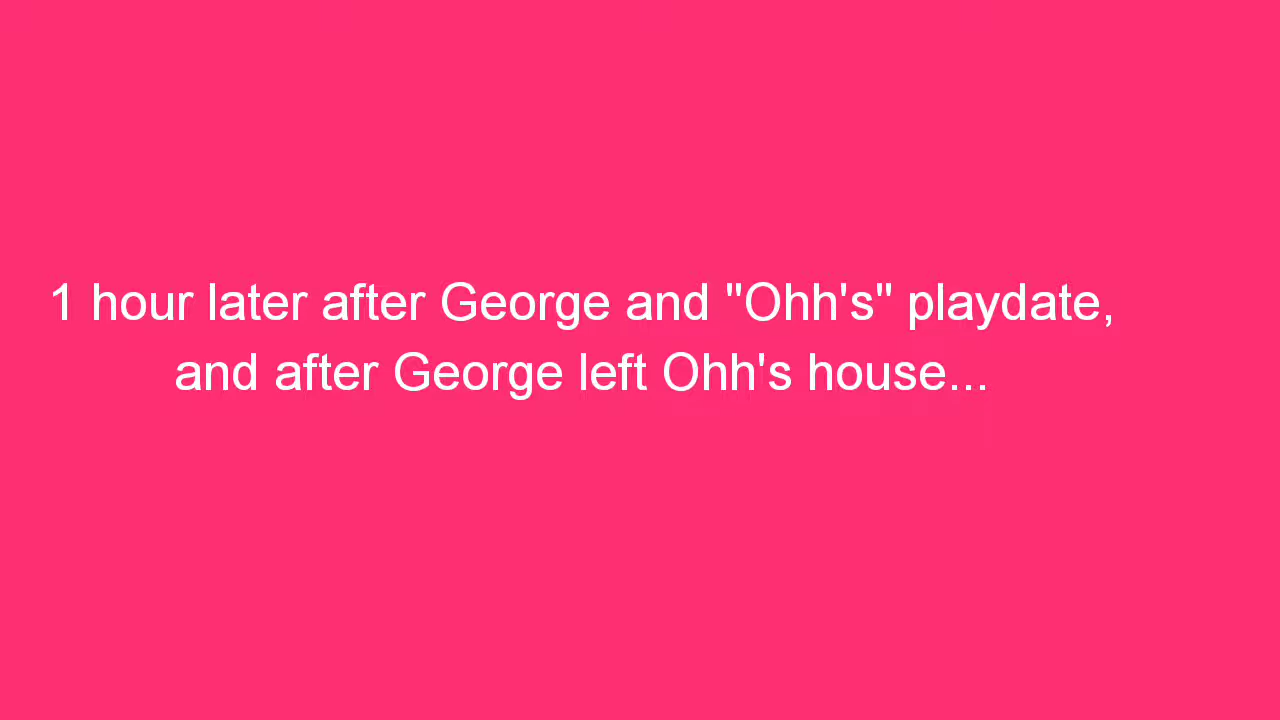 1 hour later after George and "Ohh's" playdate,
and after George left Ohh's house...